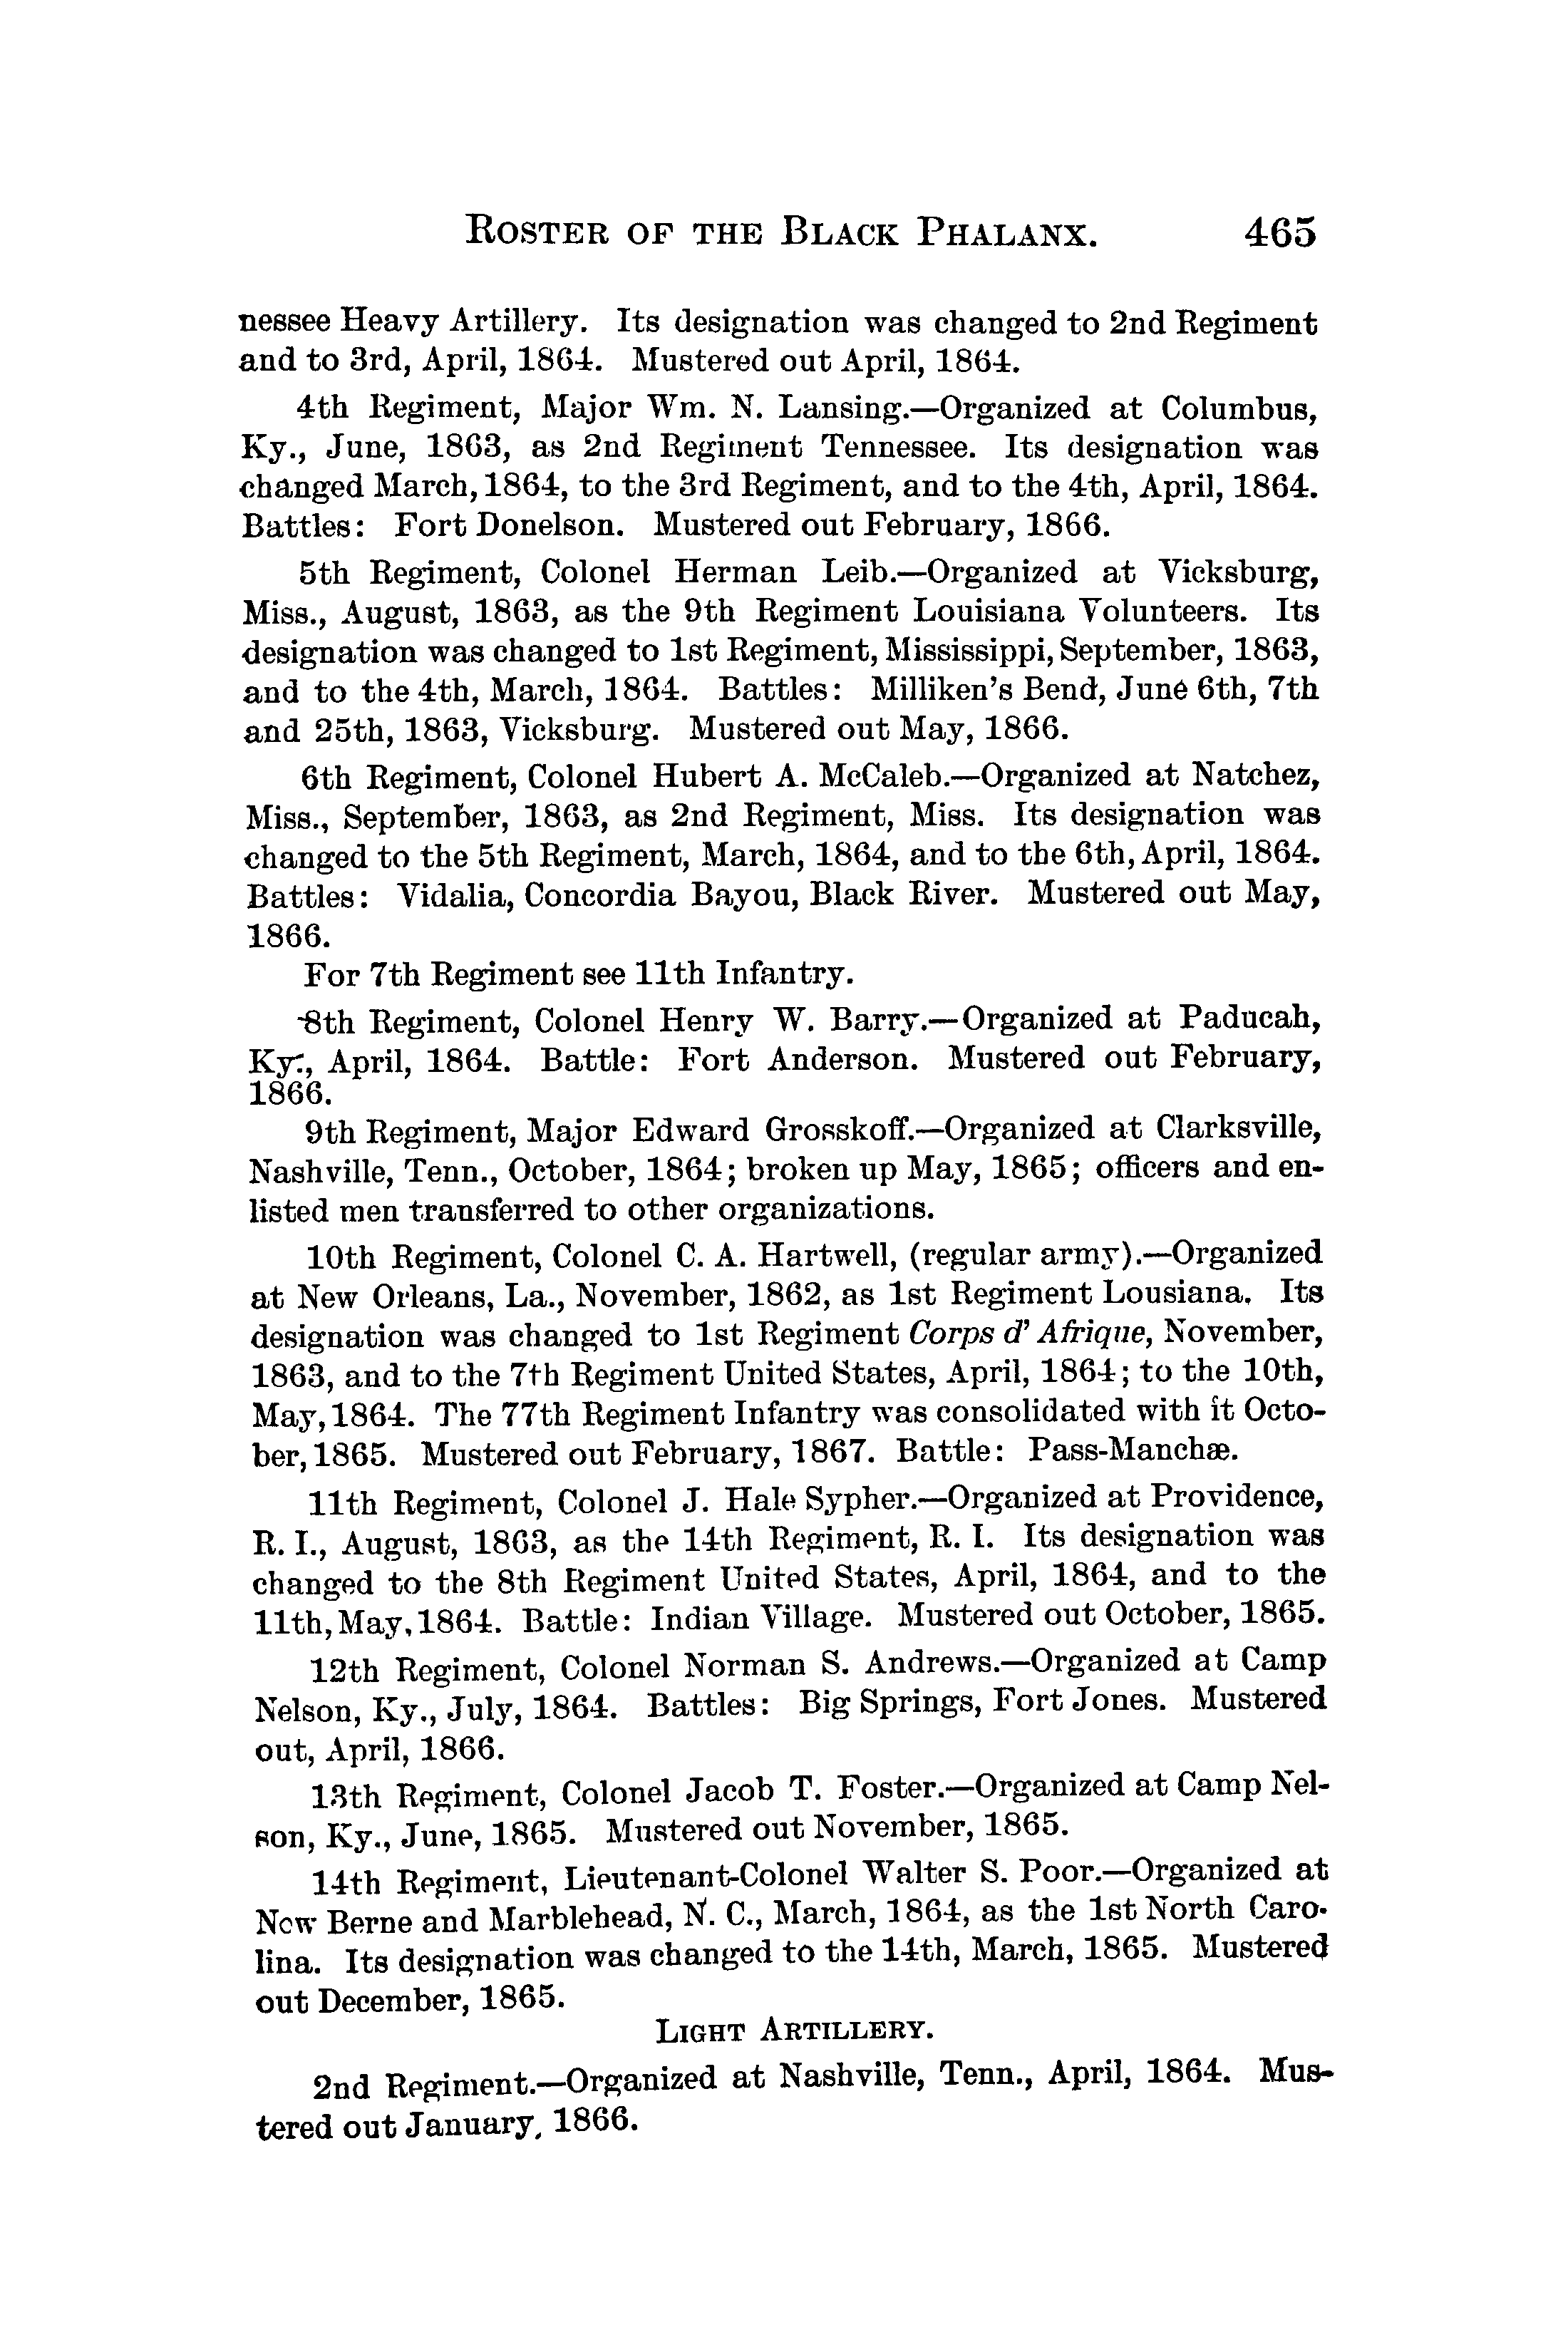 ROSTER OF THE BLACK PHALANX. 465
nessee Heavy Artillery. Its designation was changed to 2nd Regiment
and to 3rd, April, 1864. Mustered out April, 1864.
4th Regiment, Major Wm. N. Lansing.—Organized at Columbus,
Ky., June, 1863, as 2nd Regiment Tennessee. Its designation was
changed March, 1864, to the 3rd Regiment, and to the 4th, April, 1864.
Battles: Fort Donelson. Mustered out February, 1866.
5th Regiment, Colonel Herman Leib.—Organized at Vicksburg,
Miss., August, 1863, as the 9th Regiment Louisiana Volunteers. Its
designation was changed to 1st Regiment, Mississippi, September, 1863,
and to the 4th, March, 1864. Battles: Milliken's Bend, June 6th, 7th
and 25th, 1863, Vicksburg. Mustered out May, 1866.
6th Regiment, Colonel Hubert A. McCaleb.—Organized at Natchez,
Miss., September, 1863, as 2nd Regiment, Miss. Its designation was
changed to the 5th Regiment, March, 1864, and to the 6th, April, 1864.
Battles: Vidalia, Concordia Bayou, Black River. Mustered out May,
1866.
For 7th Regiment see 11th Infantry.
8th Regiment, Colonel Henry W. Barry.—Organized at Paducah,
Ky., April, 1864. Battle: Fort Anderson. Mustered out February,
1866.
9th Regiment, Major Edward Grosskoff.—Organized at Clarksville,
Nashville, Tenn., October, 1864; broken up May, 1865; officers and en-
listed men transferred to other organizations.
10th Regiment, Colonel C. A. Hartwell, (regular army).—Organized
at New Orleans, La., November, 1862, as 1st Regiment Lousiana. Its
designation was changed to 1st Regiment Corps d' Afrique, November,
1863, and to the 7th Regiment United States, April, 1864; to the 10th,
May, 1864. The 77th Regiment Infantry was consolidated with it Octo-
ber, 1865. Mustered out February, 1867. Battle: Pass-Manchæ.
11th Regiment, Colonel J. Hale Sypher.—Organized at Providence,
R. I., August, 1863, as the 14th Regiment, R. I. Its designation was
changed to the 8th Regiment United States, April, 1864, and to the
11th, May, 1864. Battle: Indian Village. Mustered out October, 1865.
12th Regiment, Colonel Norman S. Andrews.—Organized at Camp
Nelson, Ky., July, 1864. Battles: Big Springs, Fort Jones. Mustered
out, April, 1866.
13th Regiment, Colonel Jacob T. Foster.—Organized at Camp Nel-
son, Ky., June, 1865. Mustered out November, 1865.
14th Regiment, Lieutenant-Colonel Walter S. Poor.—Organized at
New Berne and Marblehead, N. C., March, 1864, as the 1st North Caro-
lina. Its designation was changed to the 14th, March, 1865. Mustered
out December, 1865.
LIGHT ARTILLERY.
2nd Regiment.—Organized at Nashville, Tenn., April, 1864. Mus-
tered out January, 1866.